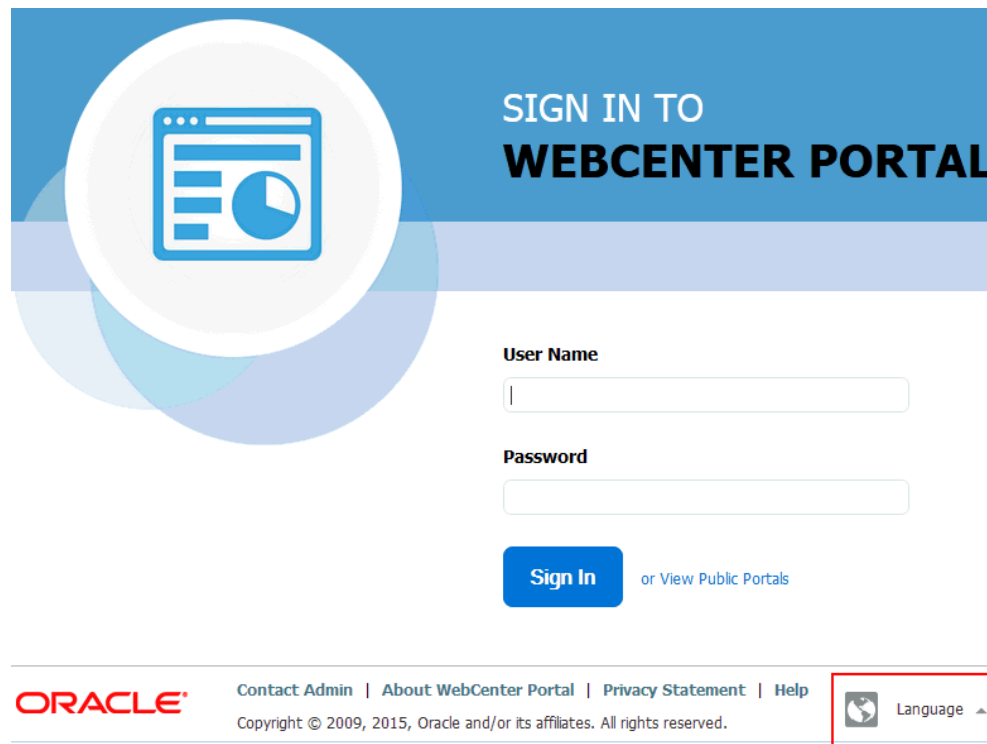 SIGN IN TO
WEBCENTER PORTAL
User Name
Password
Sign In or View Public Portals
ORACLE®
Contact Admin | About WebCenter Portal | Privacy Statement | Help
Copyright © 2009, 2015, Oracle and/or its affiliates. All rights reserved.
Language